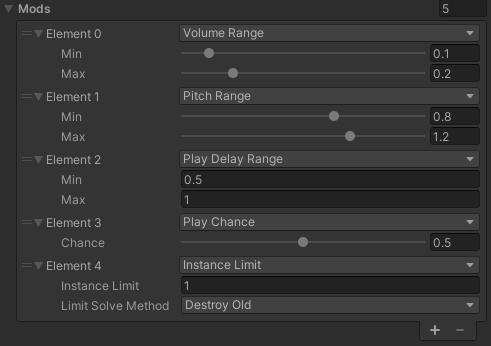 Mods 5
Element 0 Volume Range
Min 0.1
Max 0.2
Element 1 Pitch Range
Min 0.8
Max 1.2
Element 2 Play Delay Range
Min 0.5
Max 1
Element 3 Play Chance
Chance 0.5
Element 4 Instance Limit
Instance Limit 1
Limit Solve Method Destroy Old
+ −